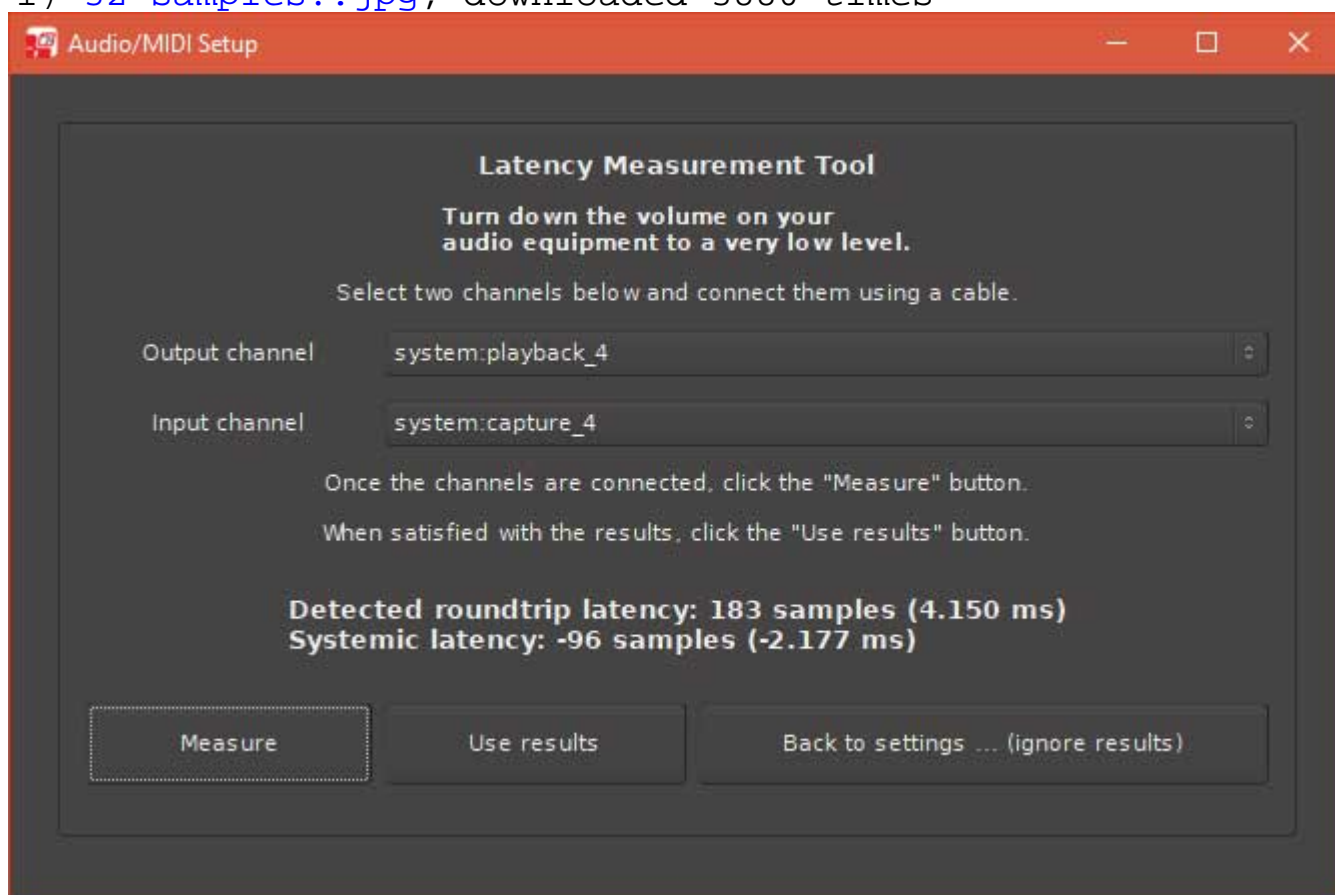 Audio/MIDI Setup
Latency Measurement Tool
Turn down the volume on your
audio equipment to a very low level.
Select two channels below and connect them using a cable.
Output channel system:playback_4
Input channel system:capture_4
Once the channels are connected, click the "Measure" button.
When satisfied with the results, click the "Use results" button.
Detected roundtrip latency: 183 samples (4.150 ms)
Systemic latency: -96 samples (-2.177 ms)
Measure Use results Back to settings ... (ignore results)